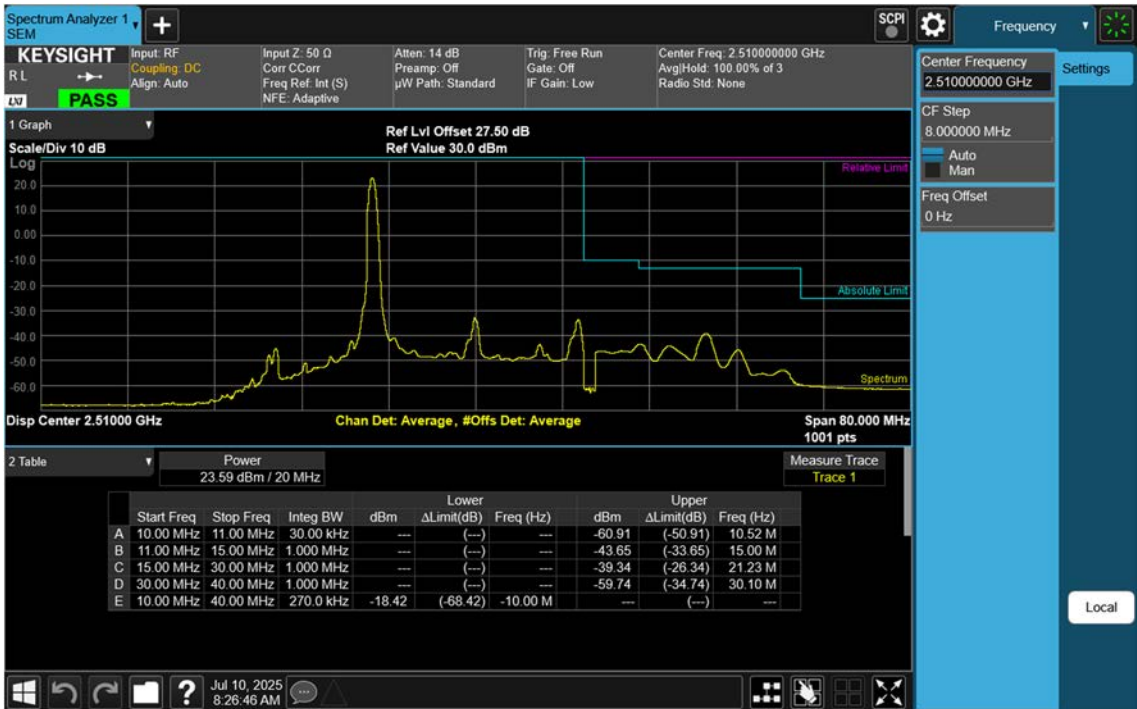 Spectrum Analyzer 1
SEM
SCPI
Frequency
KEYSIGHT
R L
LXI
PASS
Input: RF
Coupling: DC
Align: Auto
Input Z: 50 Ω
Corr CCorr
Freq Ref: Int (S)
NFE: Adaptive
Atten: 14 dB
Preamp: Off
µW Path: Standard
Trig: Free Run
Gate: Off
IF Gain: Low
Center Freq: 2.510000000 GHz
Avg|Hold: 100.00% of 3
Radio Std: None
Center Frequency
2.510000000 GHz
Settings
CF Step
8.000000 MHz
Auto
Man
Freq Offset
0 Hz
Local
1 Graph
Scale/Div 10 dB
Ref Lvl Offset 27.50 dB
Ref Value 30.0 dBm
Log
20.0
10.0
0.00
-10.0
-20.0
-30.0
-40.0
-50.0
-60.0
Relative Limit
Absolute Limit
Spectrum
Disp Center 2.51000 GHz
Chan Det: Average, #Offs Det: Average
Span 80.000 MHz
1001 pts
2 Table
Power
23.59 dBm / 20 MHz
Measure Trace
Trace 1
Lower Upper
Start Freq Stop Freq Integ BW dBm ΔLimit(dB) Freq (Hz) dBm ΔLimit(dB) Freq (Hz)
A 10.00 MHz 11.00 MHz 30.00 kHz --- (---) --- -60.91 (-50.91) 10.52 M
B 11.00 MHz 15.00 MHz 1.000 MHz --- (---) --- -43.65 (-33.65) 15.00 M
C 15.00 MHz 30.00 MHz 1.000 MHz --- (---) --- -39.34 (-26.34) 21.23 M
D 30.00 MHz 40.00 MHz 1.000 MHz --- (---) --- -59.74 (-34.74) 30.10 M
E 10.00 MHz 40.00 MHz 270.0 kHz -18.42 (-68.42) -10.00 M --- (---) ---
?
Jul 10, 2025
8:26:46 AM